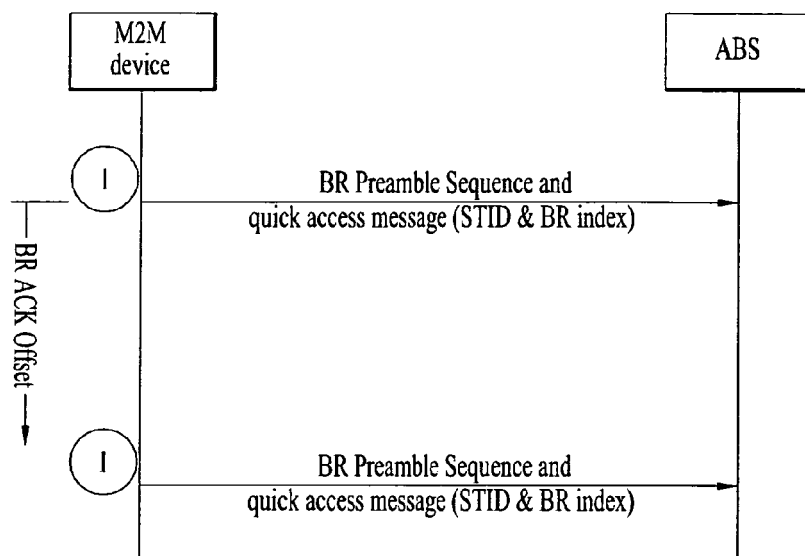 M2M
device
ABS
I
BR Preamble Sequence and
quick access message (STID & BR index)
BR ACK Offset
I
BR Preamble Sequence and
quick access message (STID & BR index)